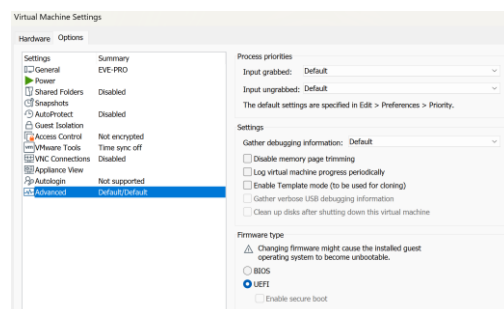 Virtual Machine Settings
Hardware Options
Settings Summary
General EVE-PRO
Power
Shared Folders Disabled
Snapshots
AutoProtect Disabled
Guest Isolation
Access Control Not encrypted
VMware Tools Time sync off
VNC Connections Disabled
Appliance View
Autologin Not supported
Advanced Default/Default
Process priorities
Input grabbed: Default
Input ungrabbed: Default
The default settings are specified in Edit > Preferences > Priority.
Settings
Gather debugging information: Default
Disable memory page trimming
Log virtual machine progress periodically
Enable Template mode (to be used for cloning)
Gather verbose USB debugging information
Clean up disks after shutting down this virtual machine
Firmware type
Changing firmware might cause the installed guest
operating system to become unbootable.
BIOS
UEFI
Enable secure boot